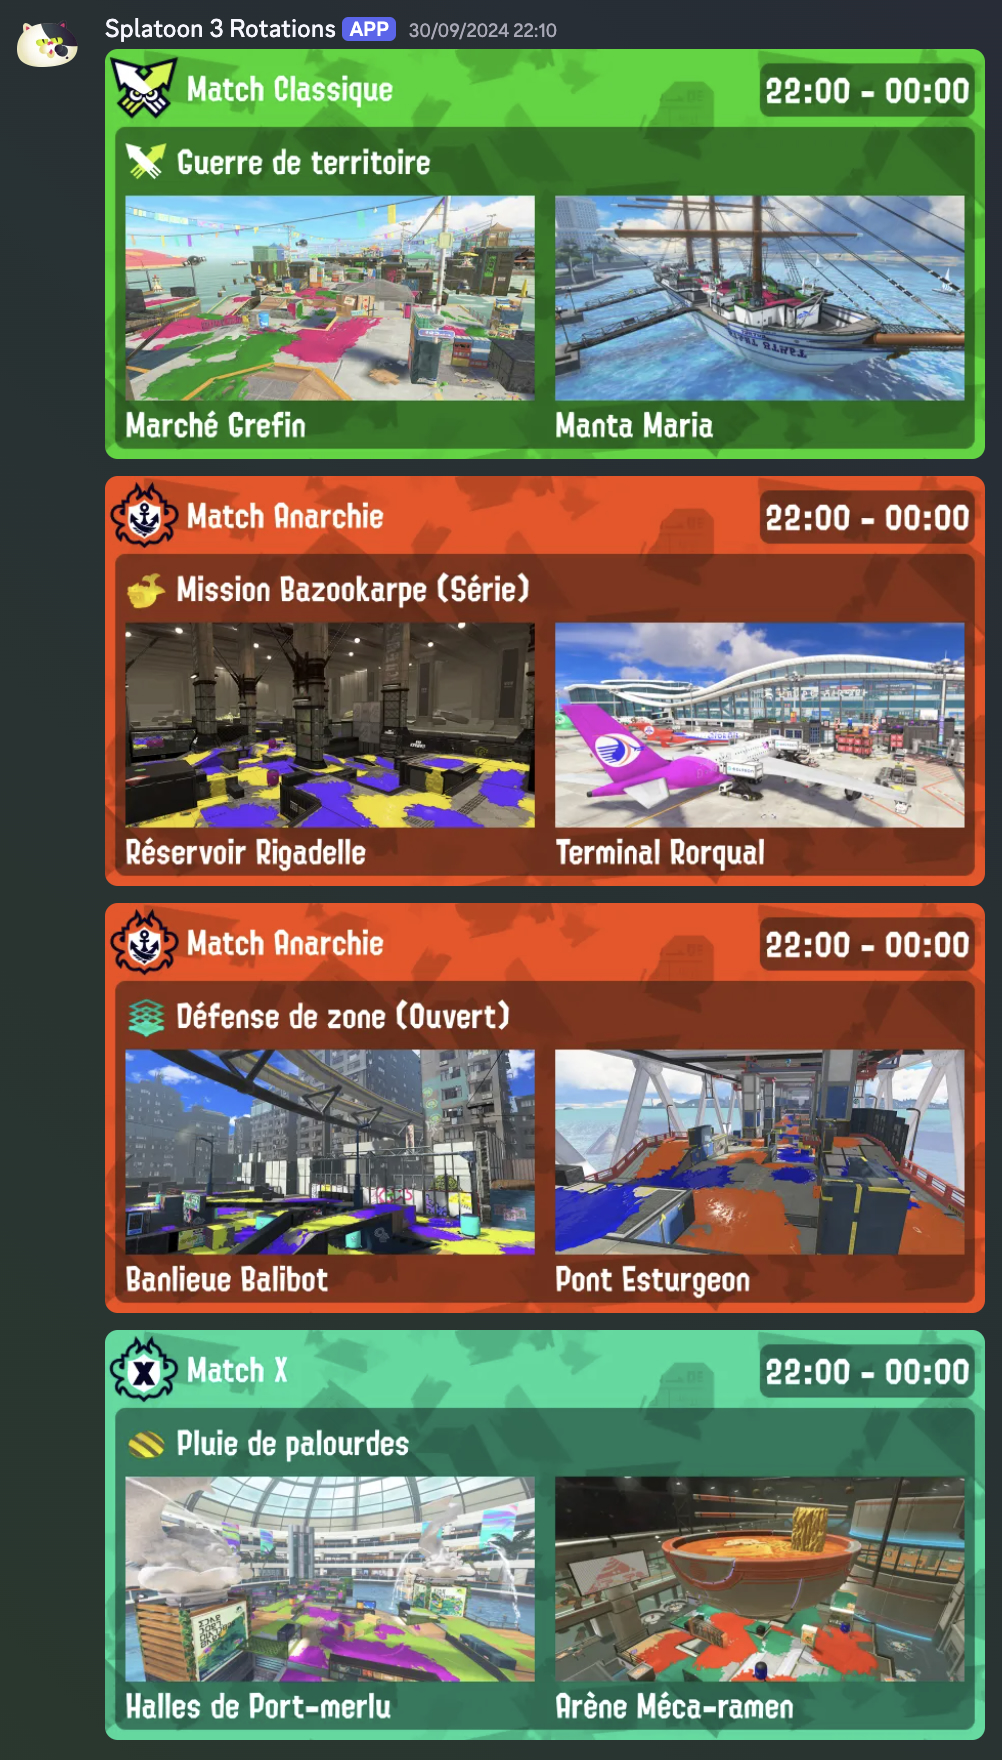 Splatoon 3 Rotations APP 30/09/2024 22:10
Match Classique 22:00 - 00:00
Guerre de territoire
Marché Grefin Manta Maria
Match Anarchie 22:00 - 00:00
Mission Bazookarpe (Série)
Réservoir Rigadelle Terminal Rorqual
Match Anarchie 22:00 - 00:00
Défense de zone (Ouvert)
Banlieue Balibot Pont Esturgeon
Match X 22:00 - 00:00
X
Pluie de palourdes
Halles de Port-merlu Arène Méca-ramen